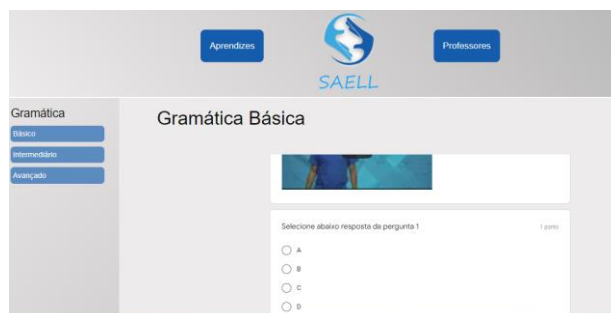 Aprendizes
Professores
SAELL
Gramática
Básico
Intermediário
Avançado
Gramática Básica
Selecione abaixo resposta da pergunta 1
1 ponto
A
B
C
D